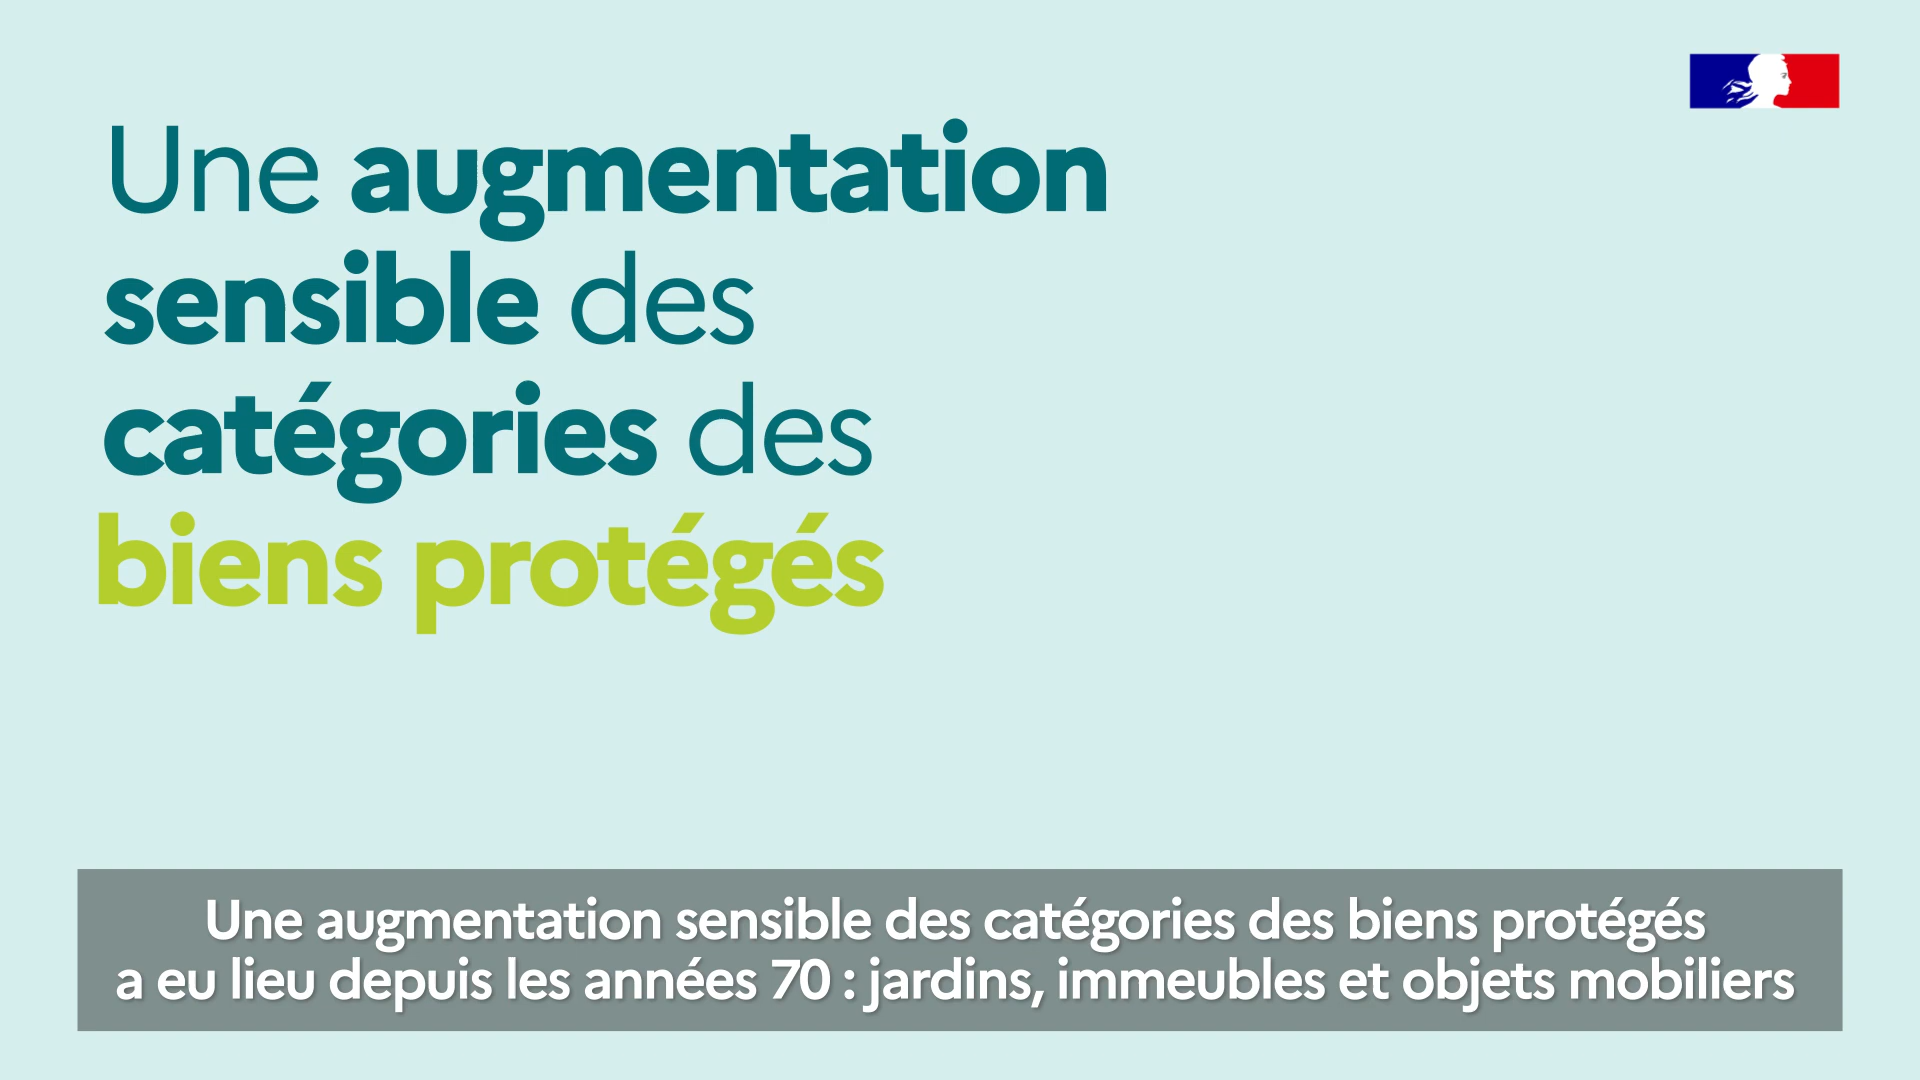 Une augmentation
sensible des
catégories des
biens protégés
Une augmentation sensible des catégories des biens protégés
a eu lieu depuis les années 70 : jardins, immeubles et objets mobiliers